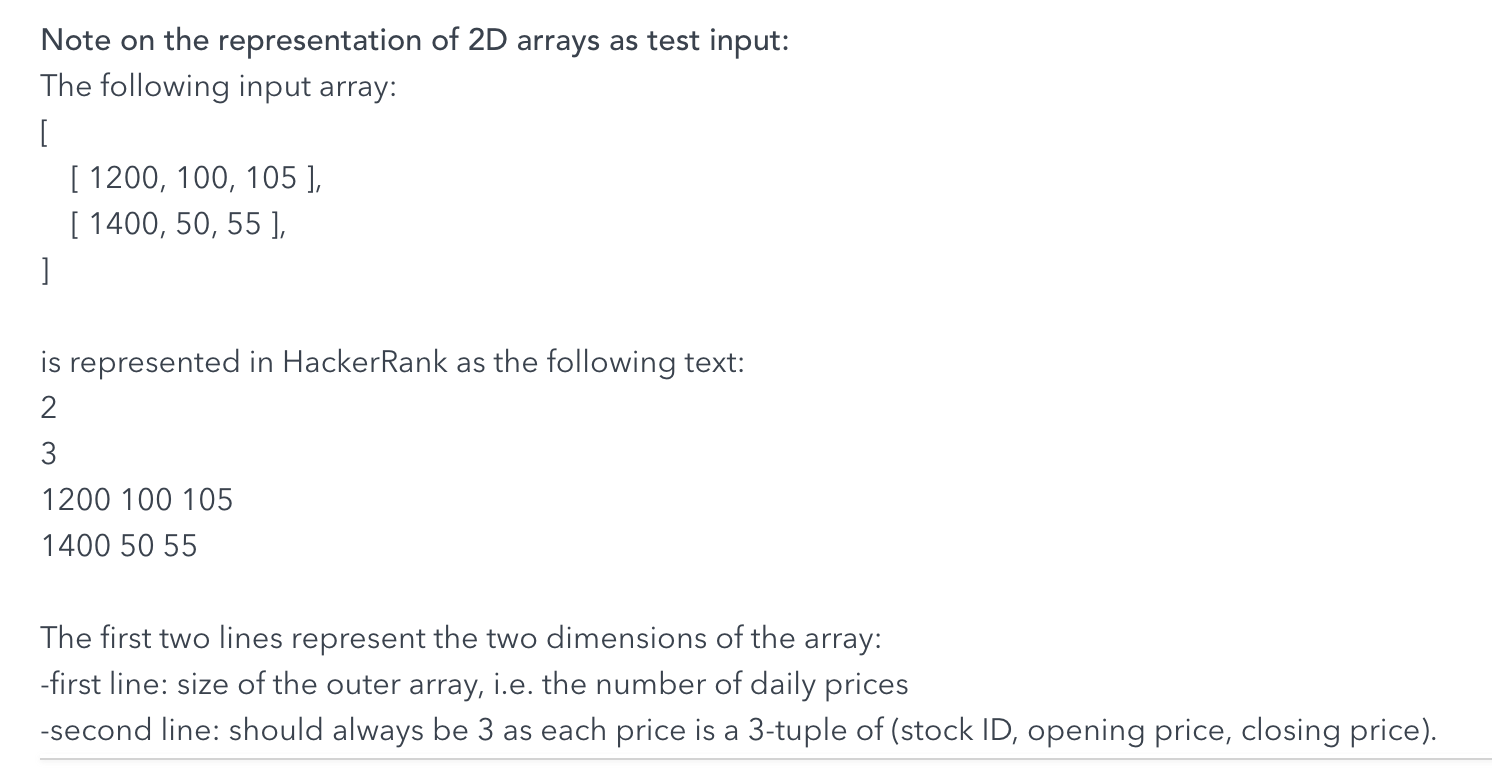 Note on the representation of 2D arrays as test input:
The following input array:
[
[ 1200, 100, 105 ],
[ 1400, 50, 55 ],
]
is represented in HackerRank as the following text:
2
3
1200 100 105
1400 50 55
The first two lines represent the two dimensions of the array:
-first line: size of the outer array, i.e. the number of daily prices
-second line: should always be 3 as each price is a 3-tuple of (stock ID, opening price, closing price).